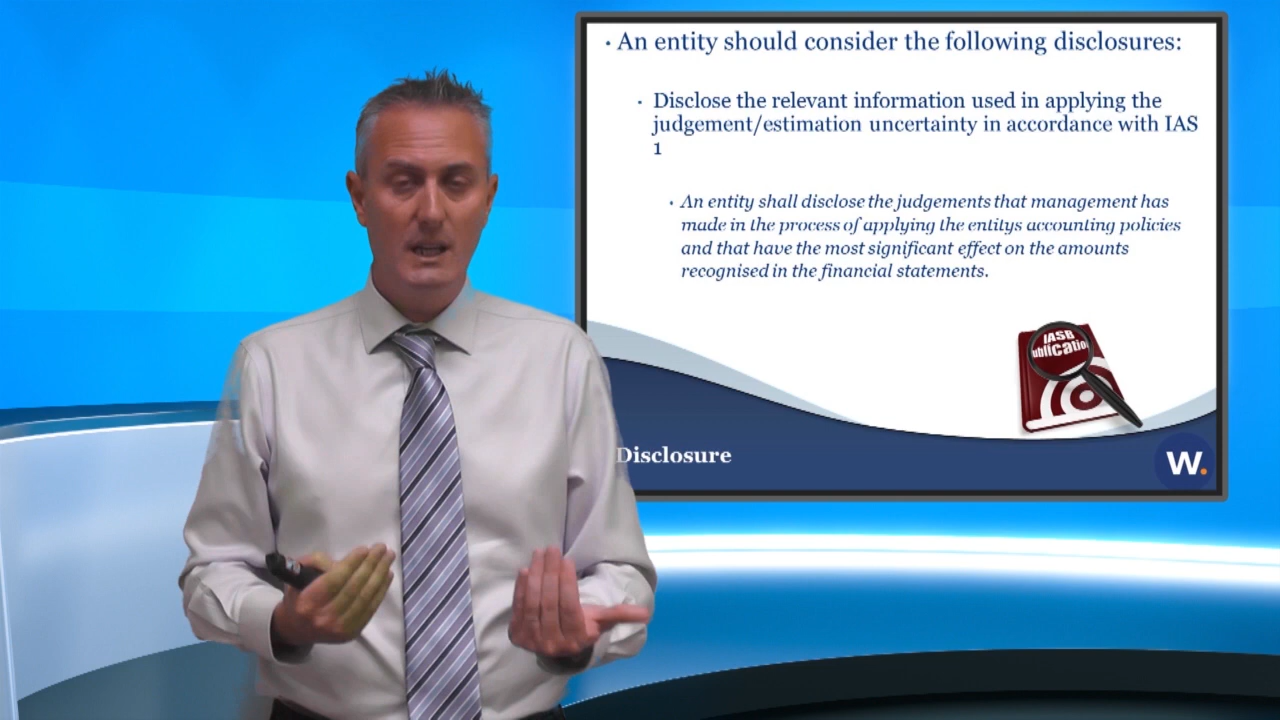 · An entity should consider the following disclosures:
· Disclose the relevant information used in applying the
judgement/estimation uncertainty in accordance with IAS
1
· An entity shall disclose the judgements that management has
made in the process of applying the entitys accounting policies
and that have the most significant effect on the amounts
recognised in the financial statements.
IASB
ublicatio
Disclosure
W.